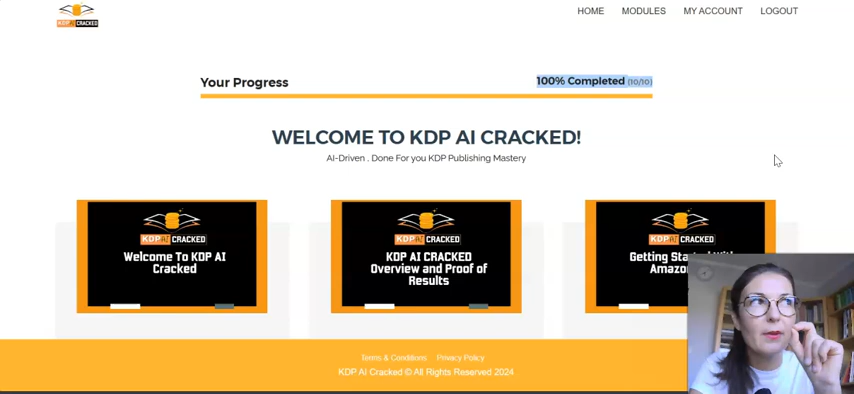 KDP AI CRACKED
HOME MODULES MY ACCOUNT LOGOUT
Your Progress
100% Completed (10/10)
WELCOME TO KDP AI CRACKED!
AI-Driven . Done For you KDP Publishing Mastery
KDP AI CRACKED
Welcome To KDP AI
Cracked
KDP AI CRACKED
KDP AI CRACKED
Overview and Proof of
Results
KDP AI CRACKED
Getting Started With
Terms & Conditions Privacy Policy
KDP AI Cracked © All Rights Reserved 2024